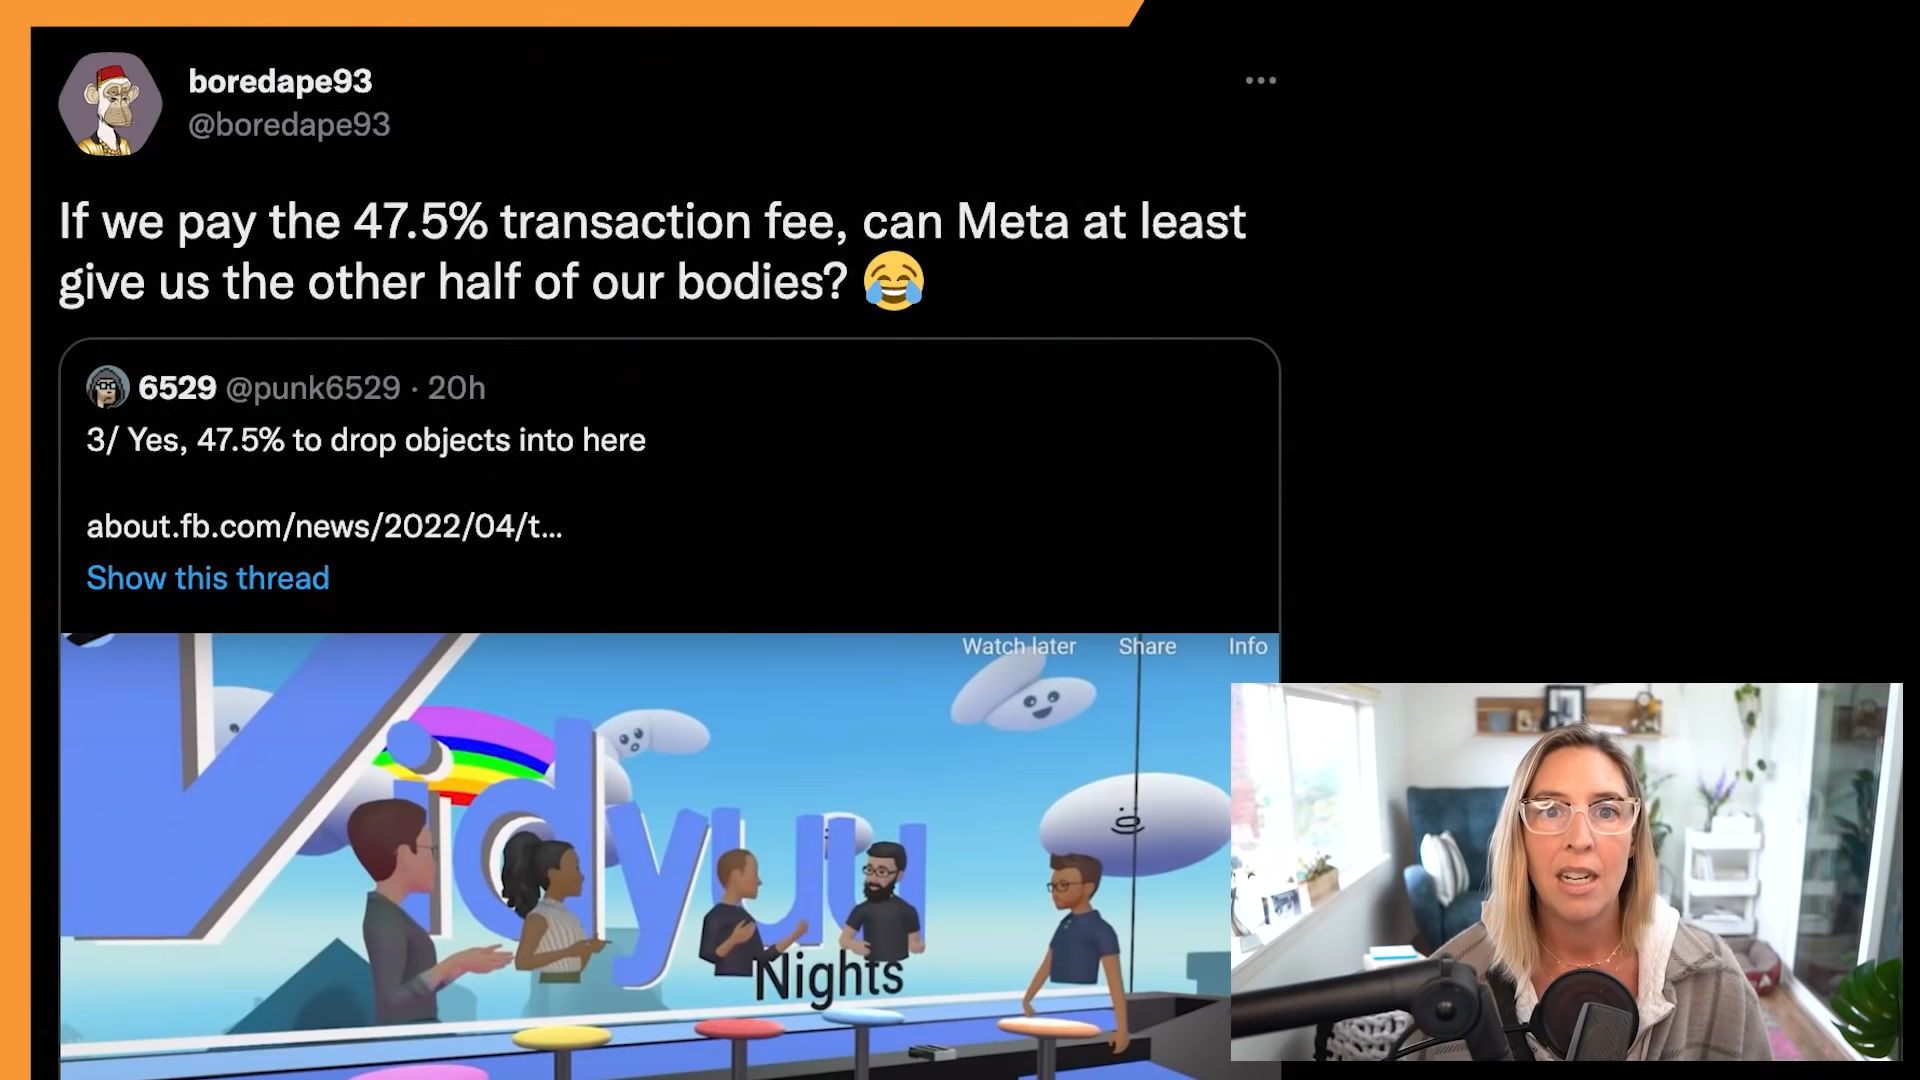 boredape93
@boredape93
If we pay the 47.5% transaction fee, can Meta at least
give us the other half of our bodies? 😂
6529 @punk6529 · 20h
3/ Yes, 47.5% to drop objects into here
about.fb.com/news/2022/04/t...
Show this thread
Watch later Share Info
Vidyuu
Nights